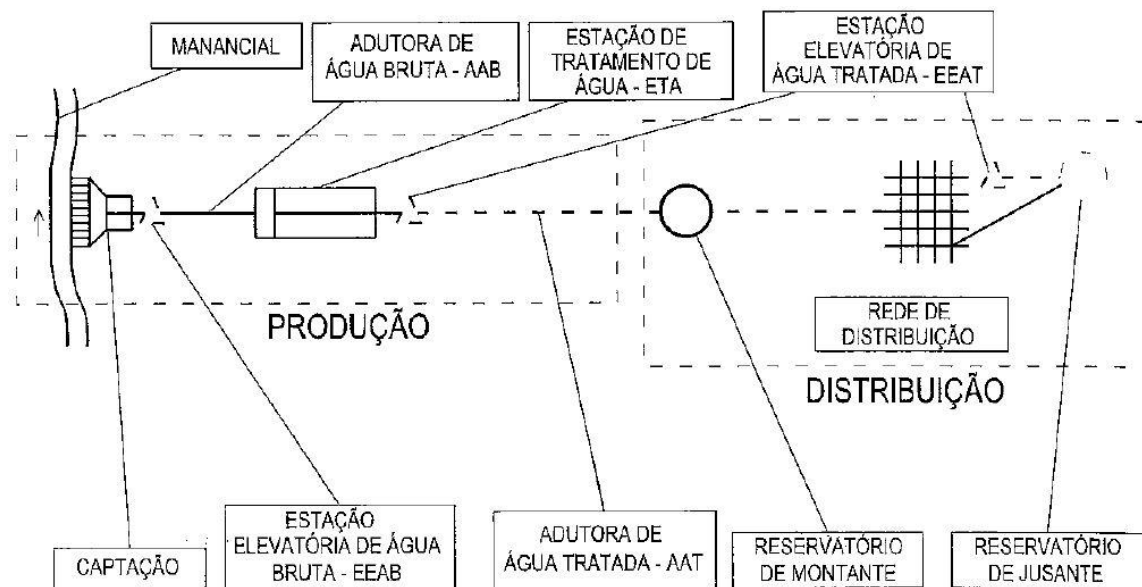 MANANCIAL
ADUTORA DE
ÁGUA BRUTA - AAB
ESTAÇÃO DE
TRATAMENTO DE
ÁGUA - ETA
ESTAÇÃO
ELEVATÓRIA DE
ÁGUA TRATADA - EEAT
PRODUÇÃO
REDE DE
DISTRIBUIÇÃO
DISTRIBUIÇÃO
CAPTAÇÃO
ESTAÇÃO
ELEVATÓRIA DE ÁGUA
BRUTA - EEAB
ADUTORA DE
ÁGUA TRATADA - AAT
RESERVATÓRIO
DE MONTANTE
RESERVATÓRIO
DE JUSANTE